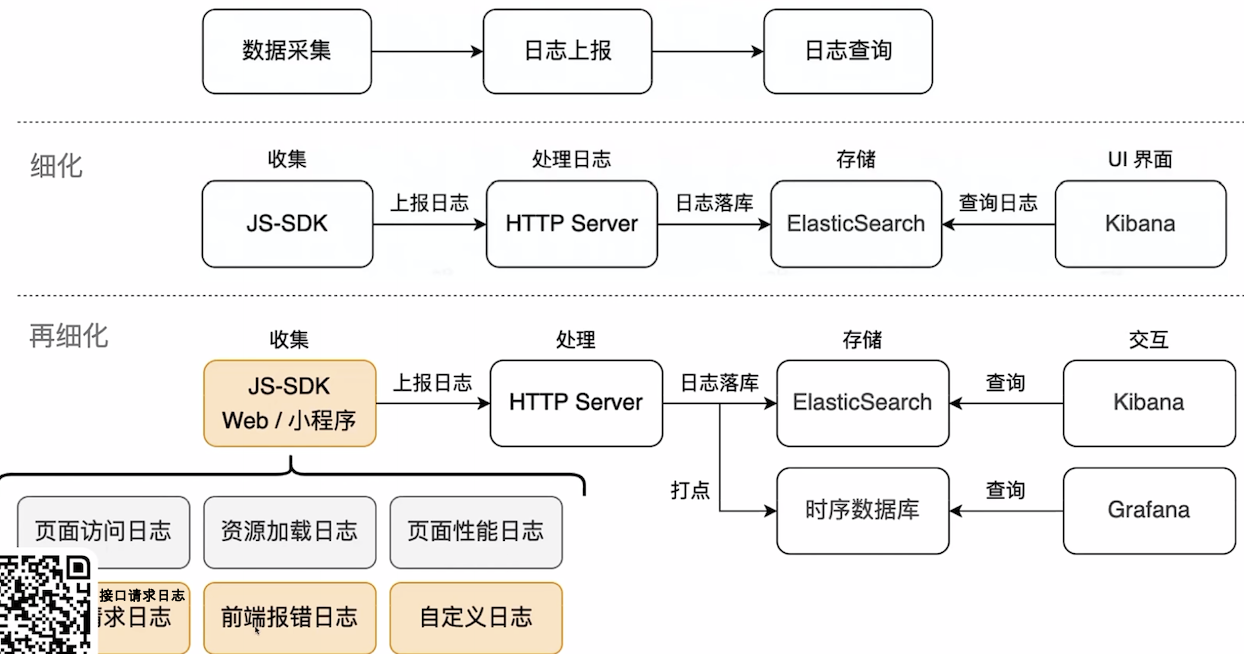 数据采集
日志上报
日志查询
细化
收集
处理日志
存储
UI 界面
JS-SDK
上报日志
HTTP Server
日志落库
ElasticSearch
查询日志
Kibana
再细化
收集
处理
存储
交互
JS-SDK
Web / 小程序
上报日志
HTTP Server
日志落库
ElasticSearch
查询
Kibana
打点
时序数据库
查询
Grafana
页面访问日志
资源加载日志
页面性能日志
接口请求日志
求日志
前端报错日志
自定义日志